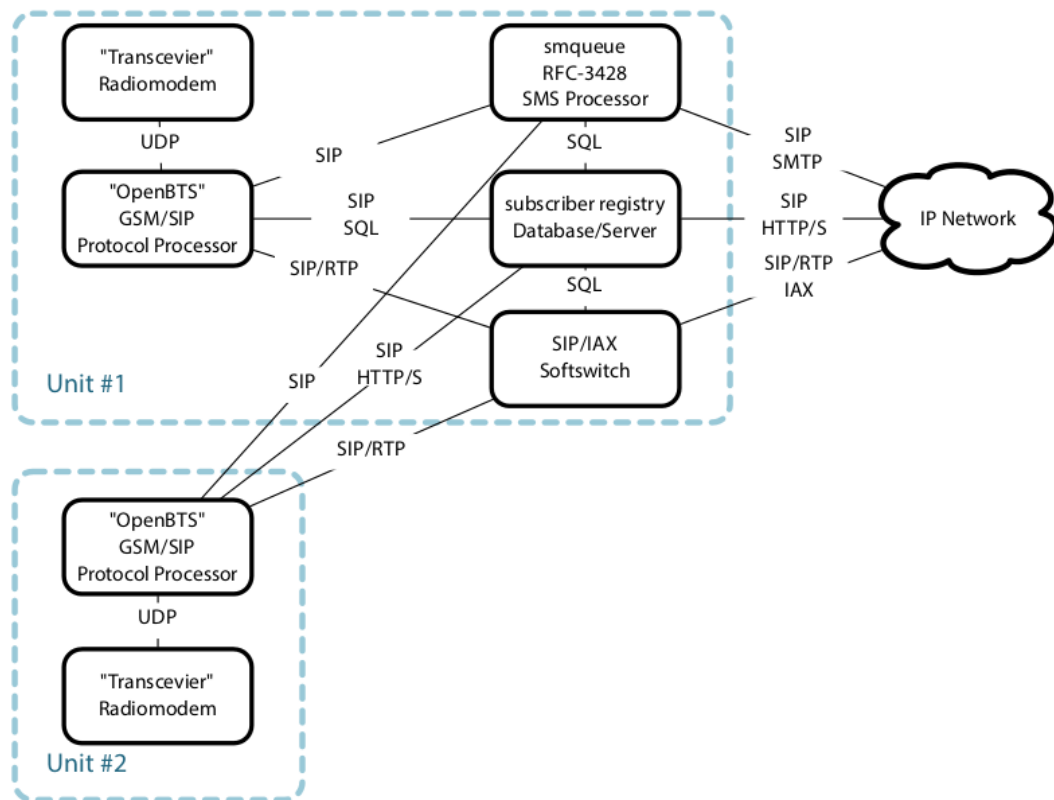 "Transcevier"
Radiomodem
UDP
"OpenBTS"
GSM/SIP
Protocol Processor
SIP
SIP
SQL
SIP/RTP
smqueue
RFC-3428
SMS Processor
SQL
subscriber registry
Database/Server
SQL
SIP/IAX
Softswitch
SIP
SMTP
SIP
HTTP/S
SIP/RTP
IAX
IP Network
SIP
HTTP/S
SIP
SIP/RTP
Unit #1
"OpenBTS"
GSM/SIP
Protocol Processor
UDP
"Transcevier"
Radiomodem
Unit #2